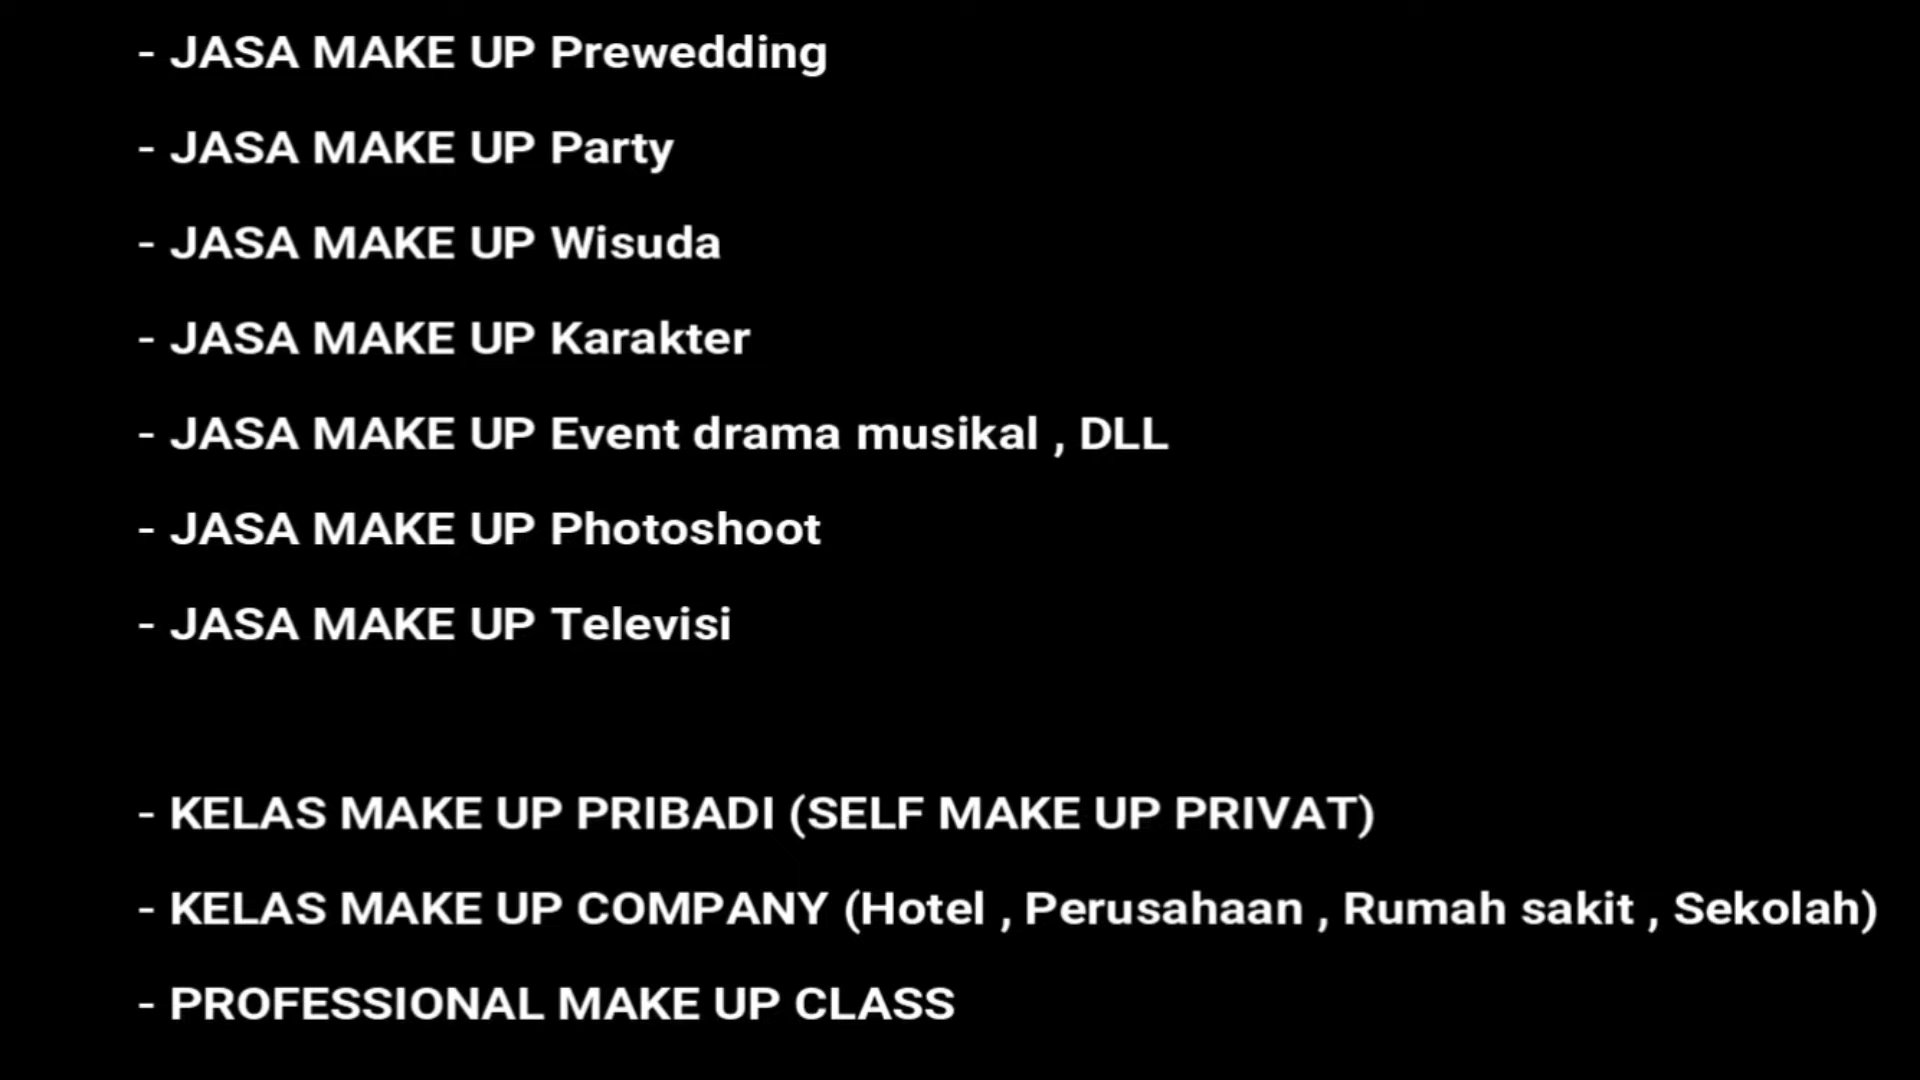 - JASA MAKE UP Prewedding
- JASA MAKE UP Party
- JASA MAKE UP Wisuda
- JASA MAKE UP Karakter
- JASA MAKE UP Event drama musikal , DLL
- JASA MAKE UP Photoshoot
- JASA MAKE UP Televisi
- KELAS MAKE UP PRIBADI (SELF MAKE UP PRIVAT)
- KELAS MAKE UP COMPANY (Hotel , Perusahaan , Rumah sakit , Sekolah)
- PROFESSIONAL MAKE UP CLASS